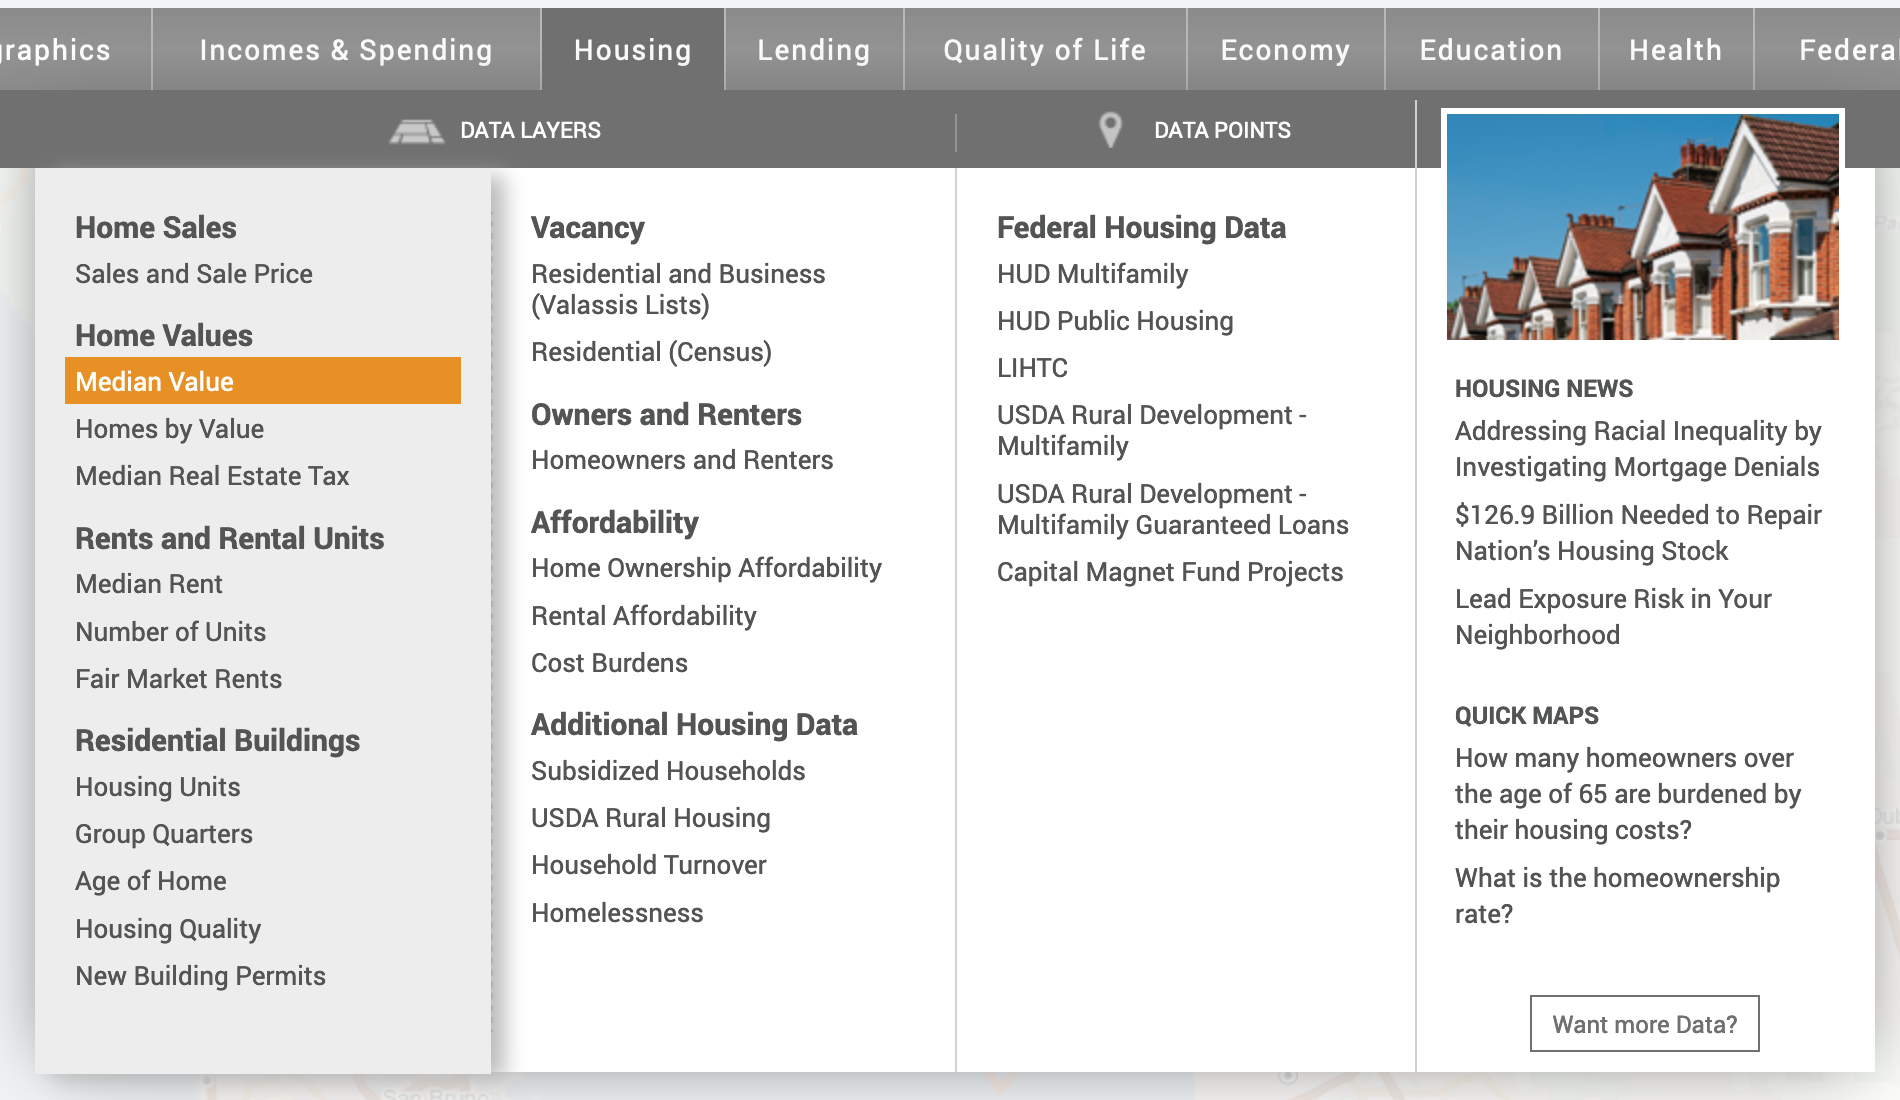 graphics
Incomes & Spending
Housing
Lending
Quality of Life
Economy
Education
Health
Federal
DATA LAYERS
DATA POINTS
Home Sales
Sales and Sale Price
Home Values
Median Value
Homes by Value
Median Real Estate Tax
Rents and Rental Units
Median Rent
Number of Units
Fair Market Rents
Residential Buildings
Housing Units
Group Quarters
Age of Home
Housing Quality
New Building Permits
Vacancy
Residential and Business
(Valassis Lists)
Residential (Census)
Owners and Renters
Homeowners and Renters
Affordability
Home Ownership Affordability
Rental Affordability
Cost Burdens
Additional Housing Data
Subsidized Households
USDA Rural Housing
Household Turnover
Homelessness
Federal Housing Data
HUD Multifamily
HUD Public Housing
LIHTC
USDA Rural Development -
Multifamily
USDA Rural Development -
Multifamily Guaranteed Loans
Capital Magnet Fund Projects
HOUSING NEWS
Addressing Racial Inequality by
Investigating Mortgage Denials
$126.9 Billion Needed to Repair
Nation’s Housing Stock
Lead Exposure Risk in Your
Neighborhood
QUICK MAPS
How many homeowners over
the age of 65 are burdened by
their housing costs?
What is the homeownership
rate?
Want more Data?
San Bruno